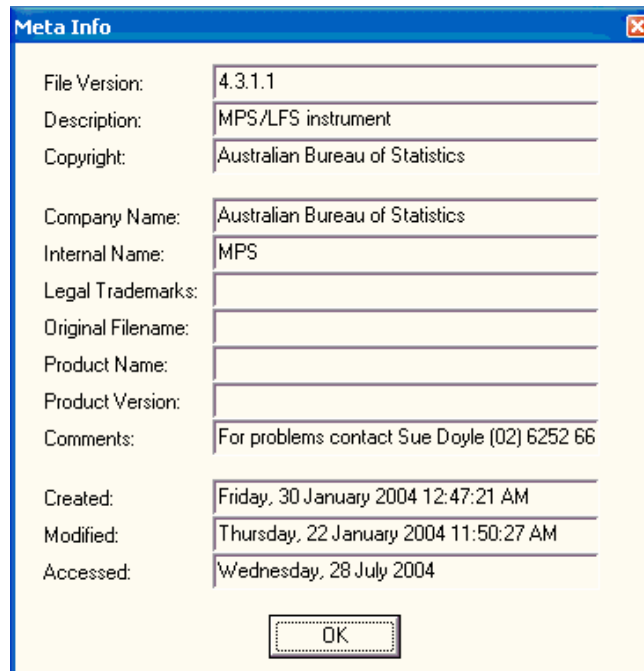 Meta Info
File Version: 4.3.1.1
Description: MPS/LFS instrument
Copyright: Australian Bureau of Statistics
Company Name: Australian Bureau of Statistics
Internal Name: MPS
Legal Trademarks:
Original Filename:
Product Name:
Product Version:
Comments: For problems contact Sue Doyle (02) 6252 66
Created: Friday, 30 January 2004 12:47:21 AM
Modified: Thursday, 22 January 2004 11:50:27 AM
Accessed: Wednesday, 28 July 2004
OK